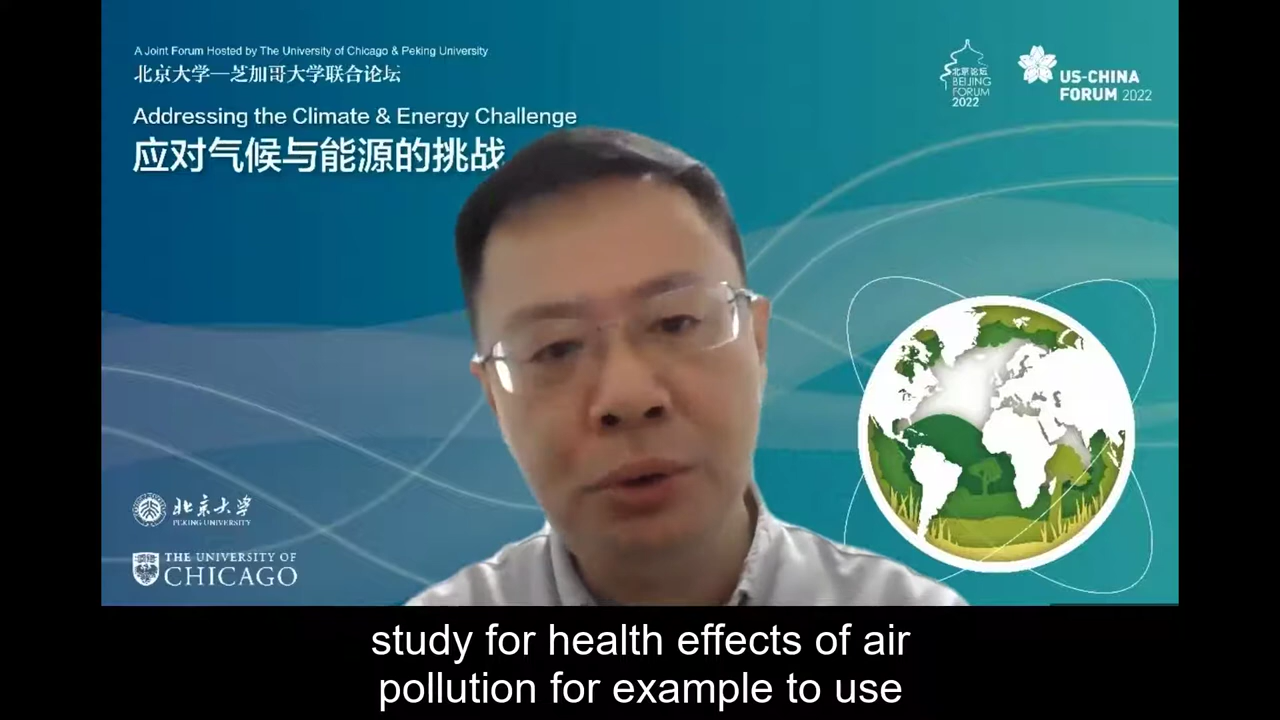 A Joint Forum Hosted by The University of Chicago & Peking University
北京大学—芝加哥大学联合论坛
Addressing the Climate & Energy Challenge
应对气候与能源的挑战
北京论坛
BEIJING
FORUM
2022
US-CHINA
FORUM 2022
北京大学
PEKING UNIVERSITY
THE UNIVERSITY OF
CHICAGO
study for health effects of air
pollution for example to use